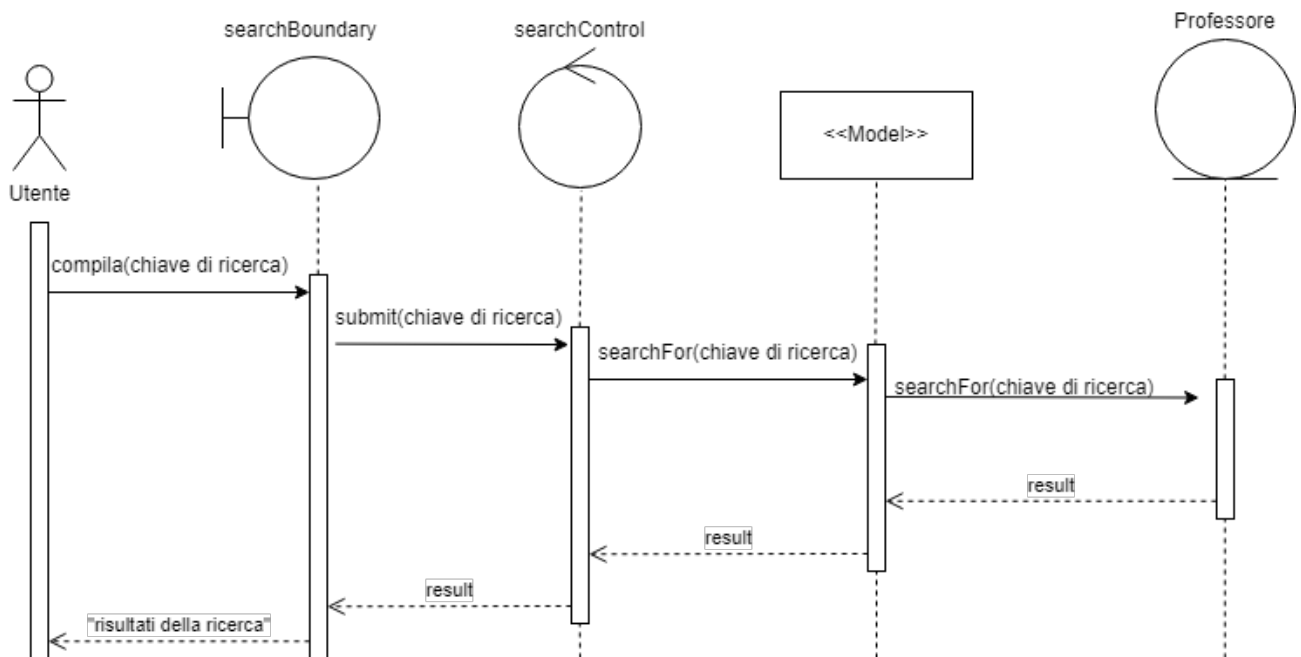 Professore
searchBoundary
searchControl
<<Model>>
Utente
compila(chiave di ricerca)
submit(chiave di ricerca)
searchFor(chiave di ricerca)
searchFor(chiave di ricerca)
result
result
result
"risultati della ricerca"